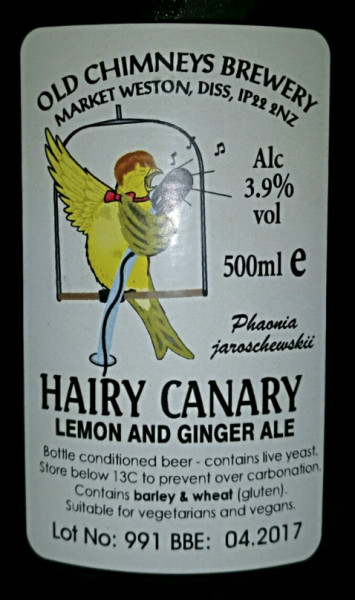 OLD CHIMNEYS BREWERY
MARKET WESTON, DISS, IP22 2NZ
Alc
3.9%
vol
500ml e
Phaonia
jaroschewskii
HAIRY CANARY
LEMON AND GINGER ALE
Bottle conditioned beer - contains live yeast.
Store below 13C to prevent over carbonation.
Contains barley & wheat (gluten).
Suitable for vegetarians and vegans.
Lot No: 991 BBE: 04.2017